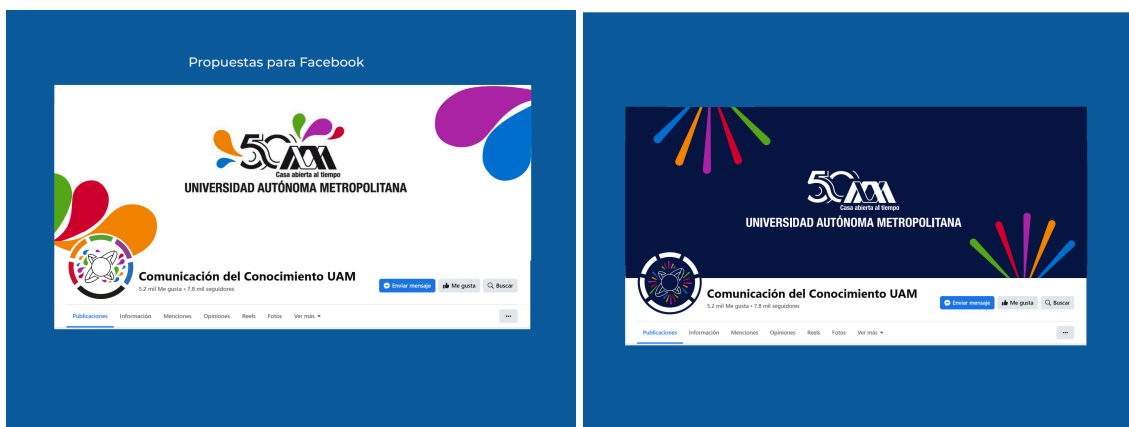 Propuestas para Facebook
50
Casa abierta al tiempo
UNIVERSIDAD AUTÓNOMA METROPOLITANA
Comunicación del Conocimiento UAM
5.2 mil Me gusta • 7.8 mil seguidores
Enviar mensaje Me gusta Buscar
Publicaciones Información Menciones Opiniones Reels Fotos Ver más
50
Casa abierta al tiempo
UNIVERSIDAD AUTÓNOMA METROPOLITANA
Comunicación del Conocimiento UAM
5.2 mil Me gusta • 7.8 mil seguidores
Enviar mensaje Me gusta Buscar
Publicaciones Información Menciones Opiniones Reels Fotos Ver más